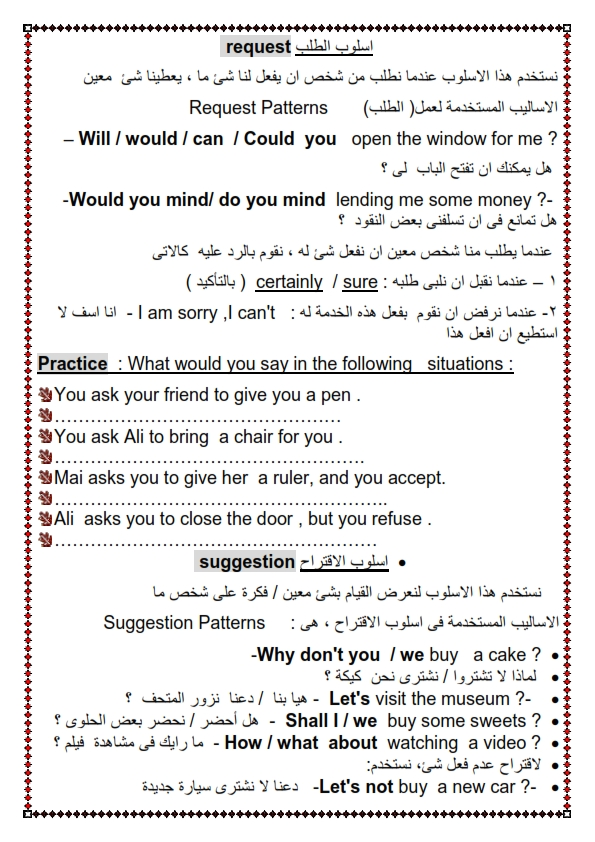 اسلوب الطلب request
نستخدم هذا الاسلوب عندما نطلب من شخص ان يفعل لنا شئ ما ، يعطينا شئ معين
الاساليب المستخدمة لعمل( الطلب) Request Patterns
– Will / would / can / Could you open the window for me ?
هل يمكنك ان تفتح الباب لى ؟
-Would you mind/ do you mind lending me some money ?-
هل تمانع فى ان تسلفنى بعض النقود ؟
عندما يطلب منا شخص معين ان نفعل شئ له ، نقوم بالرد عليه كالاتى
١ – عندما نقبل ان نلبى طلبه : certainly / sure ( بالتأكيد )
٢- عندما نرفض ان نقوم بفعل هذه الخدمة له : I am sorry ,I can't - انا اسف لا
استطيع ان افعل هذا
Practice : What would you say in the following situations :
You ask your friend to give you a pen .
…………………………………………
You ask Ali to bring a chair for you .
……………………………………………
Mai asks you to give her a ruler, and you accept.
………………………………………………..
Ali asks you to close the door , but you refuse .
………………………………………………
• اسلوب الاقتراح suggestion
نستخدم هذا الاسلوب لنعرض القيام بشئ معين / فكرة على شخص ما
الاساليب المستخدمة فى اسلوب الاقتراح ، هى : Suggestion Patterns
• -Why don't you / we buy a cake ?
• لماذا لا تشتروا / نشترى نحن كيكة ؟
• Let's visit the museum ?- - هيا بنا / دعنا نزور المتحف ؟
• Shall I / we buy some sweets ? - هل أحضر / نحضر بعض الحلوى ؟
• How / what about watching a video ? - ما رايك فى مشاهدة فيلم ؟
• لاقتراح عدم فعل شئ، نستخدم:
• -Let's not buy a new car ?- دعنا لا نشترى سيارة جديدة